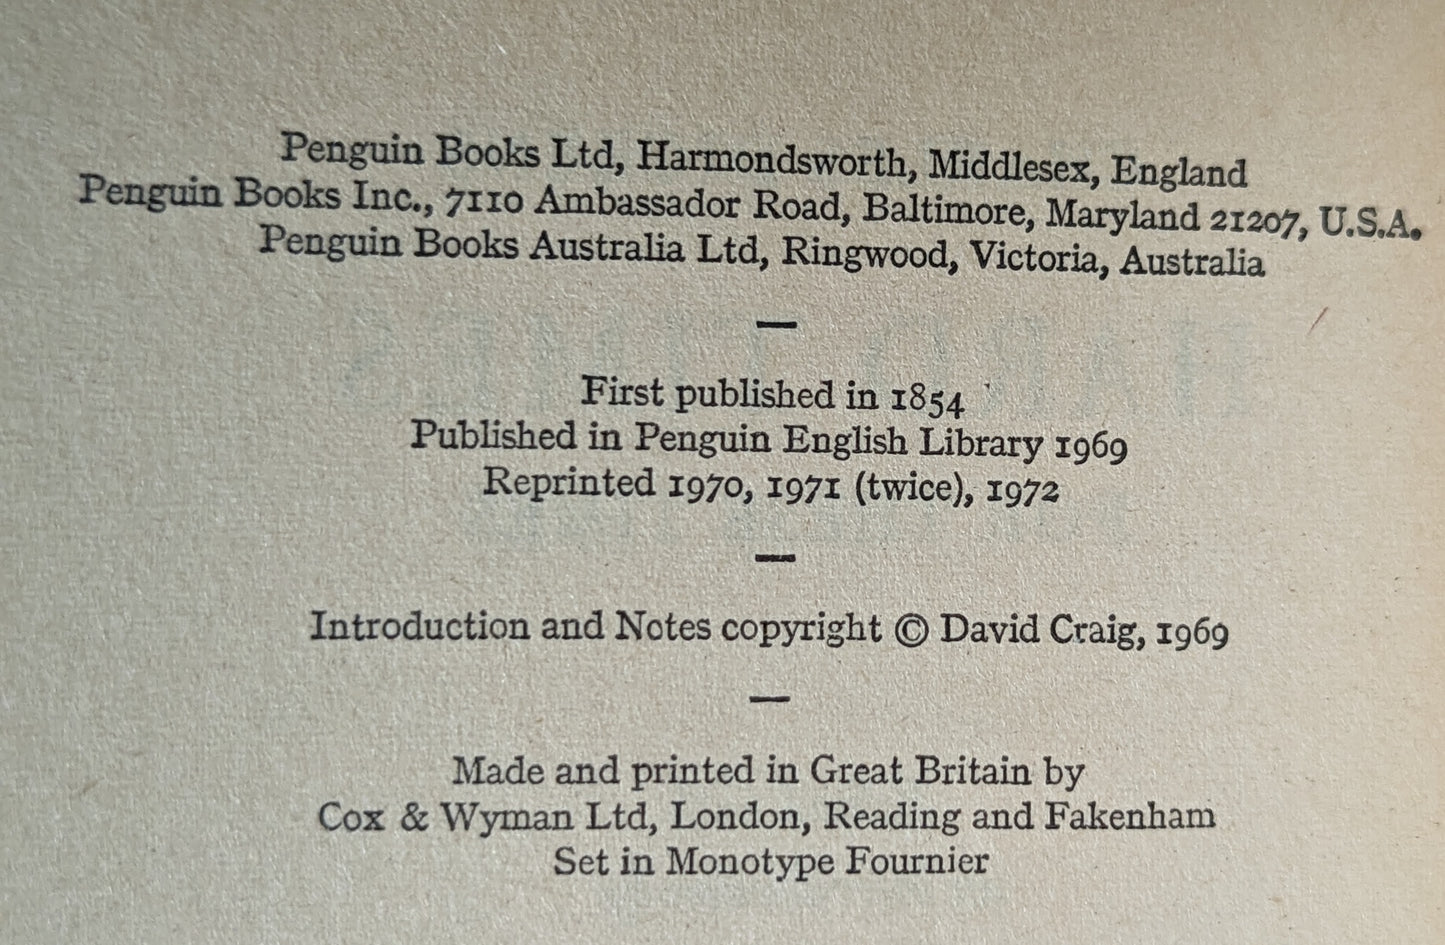 Penguin Books Ltd, Harmondsworth, Middlesex, England
Penguin Books Inc., 7110 Ambassador Road, Baltimore, Maryland 21207, U.S.A.
Penguin Books Australia Ltd, Ringwood, Victoria, Australia
—
First published in 1854
Published in Penguin English Library 1969
Reprinted 1970, 1971 (twice), 1972
—
Introduction and Notes copyright © David Craig, 1969
—
Made and printed in Great Britain by
Cox & Wyman Ltd, London, Reading and Fakenham
Set in Monotype Fournier